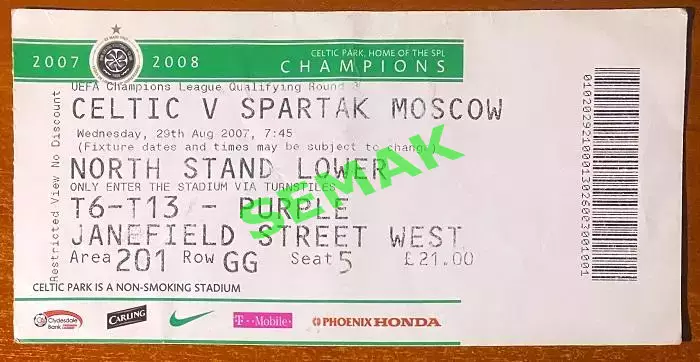 2007 2008
CELTIC PARK. HOME OF THE SPL
CHAMPIONS
UEFA Champions League Qualifying Round 3
CELTIC V SPARTAK MOSCOW
Wednesday, 29th Aug 2007, 7:45
(Fixture dates and times may be subject to change)
NORTH STAND LOWER
ONLY ENTER THE STADIUM VIA TURNSTILES
T6-T13 - PURPLE
JANEFIELD STREET WEST
Area 201 Row GG Seat 5 £21.00
Restricted View No Discount
CELTIC PARK IS A NON-SMOKING STADIUM
Clydesdale Bank
CARLING
T-Mobile
PHOENIX HONDA
SEMAK
01020292100013026003001001